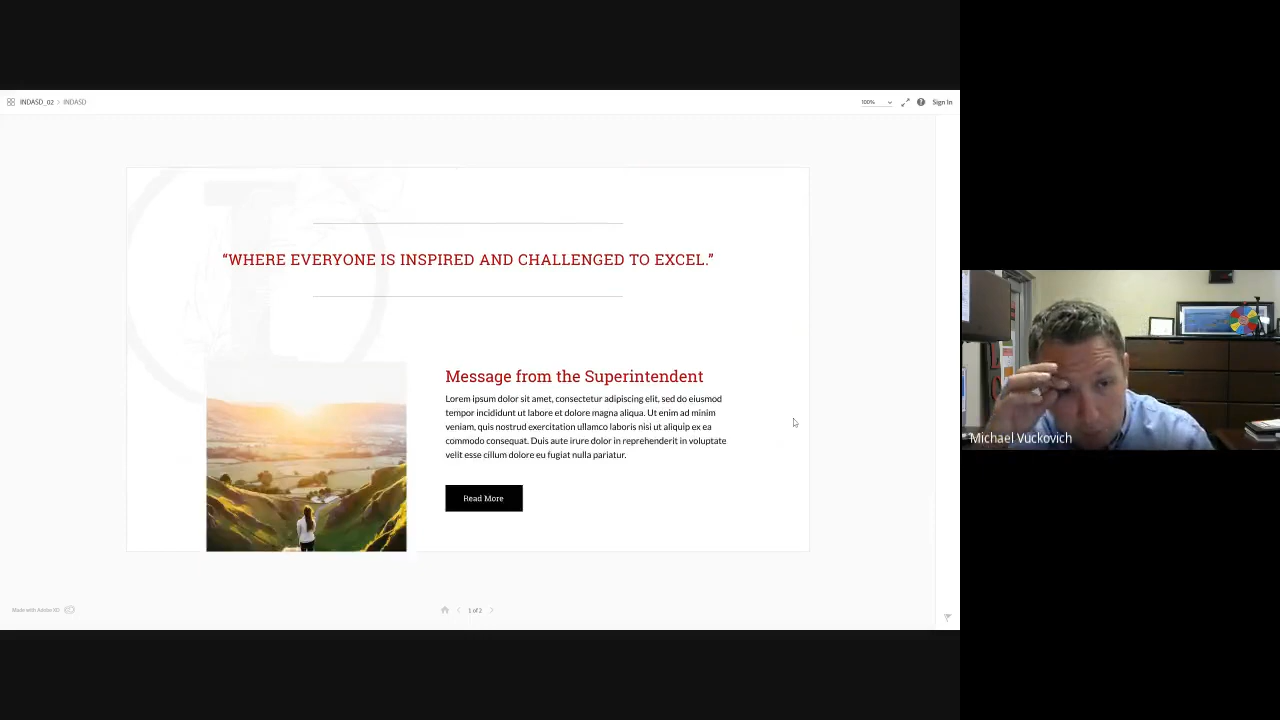 INDASD_02 > INDASD
100%
Sign In
“WHERE EVERYONE IS INSPIRED AND CHALLENGED TO EXCEL.”
Message from the Superintendent
Lorem ipsum dolor sit amet, consectetur adipiscing elit, sed do eiusmod
tempor incididunt ut labore et dolore magna aliqua. Ut enim ad minim
veniam, quis nostrud exercitation ullamco laboris nisi ut aliquip ex ea
commodo consequat. Duis aute irure dolor in reprehenderit in voluptate
velit esse cillum dolore eu fugiat nulla pariatur.
Read More
Michael Vuckovich
Made with Adobe XD
1 of 2